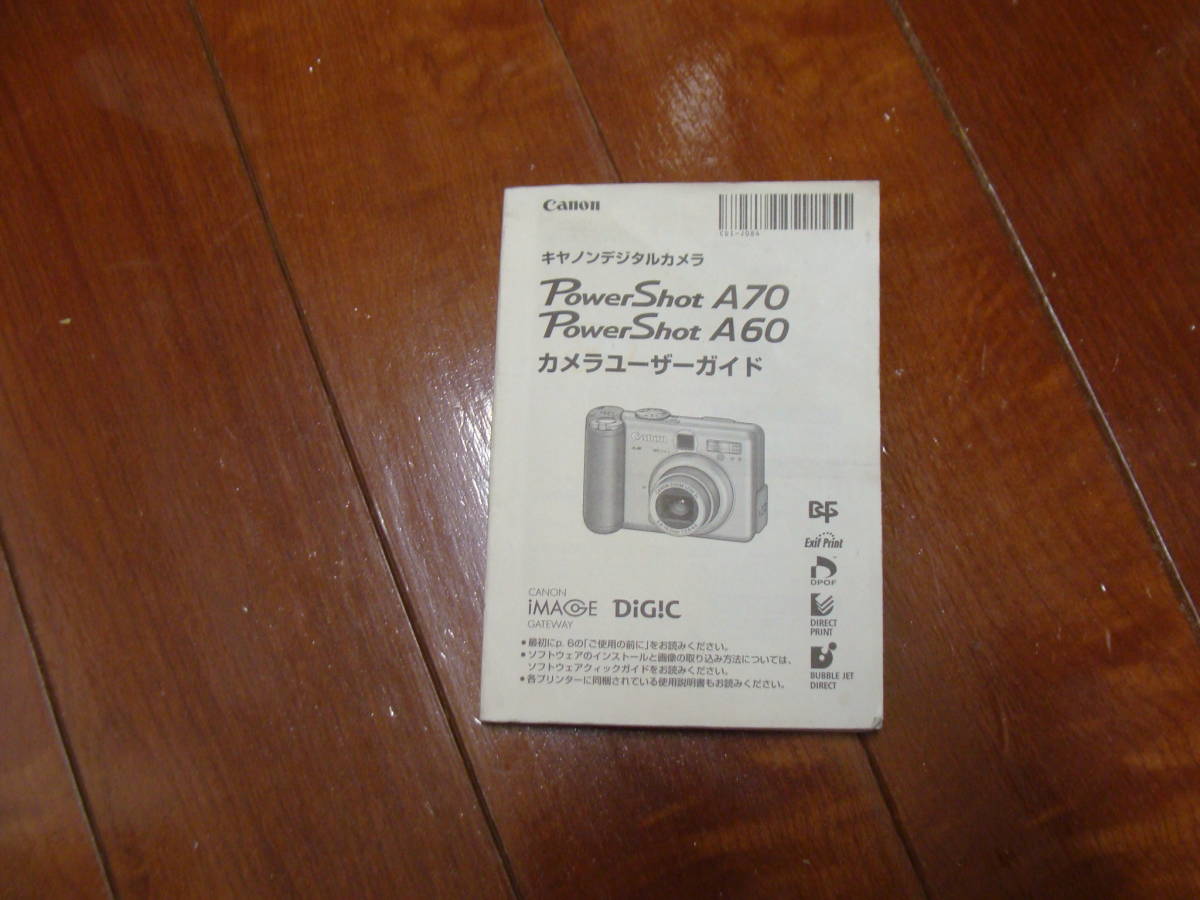 Canon
キヤノンデジタルカメラ
PowerShot A70
PowerShot A60
カメラユーザーガイド
Canon
CANON
iMAGE
GATEWAY
DiG!C
Exif Print
DPOF
DIRECT
PRINT
BUBBLE JET
DIRECT
●最初にp. 6の「ご使用の前に」をお読みください。
●ソフトウェアのインストールと画像の取り込み方法については、
ソフトウェアクイックガイドをお読みください。
●各プリンターに同梱されている使用説明書もお読みください。